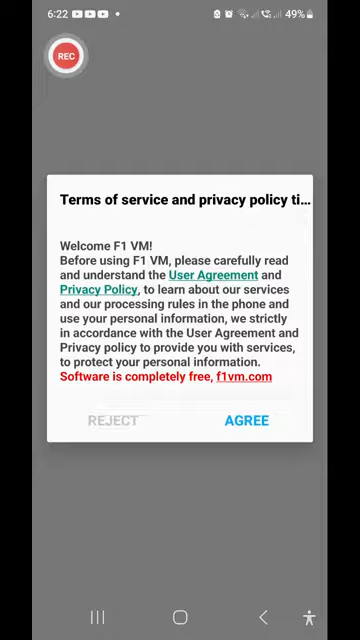 6:22
49%
REC
Terms of service and privacy policy ti...
Welcome F1 VM!
Before using F1 VM, please carefully read
and understand the User Agreement and
Privacy Policy, to learn about our services
and our processing rules in the phone and
use your personal information, we strictly
in accordance with the User Agreement and
Privacy policy to provide you with services,
to protect your personal information.
Software is completely free, f1vm.com
REJECT AGREE